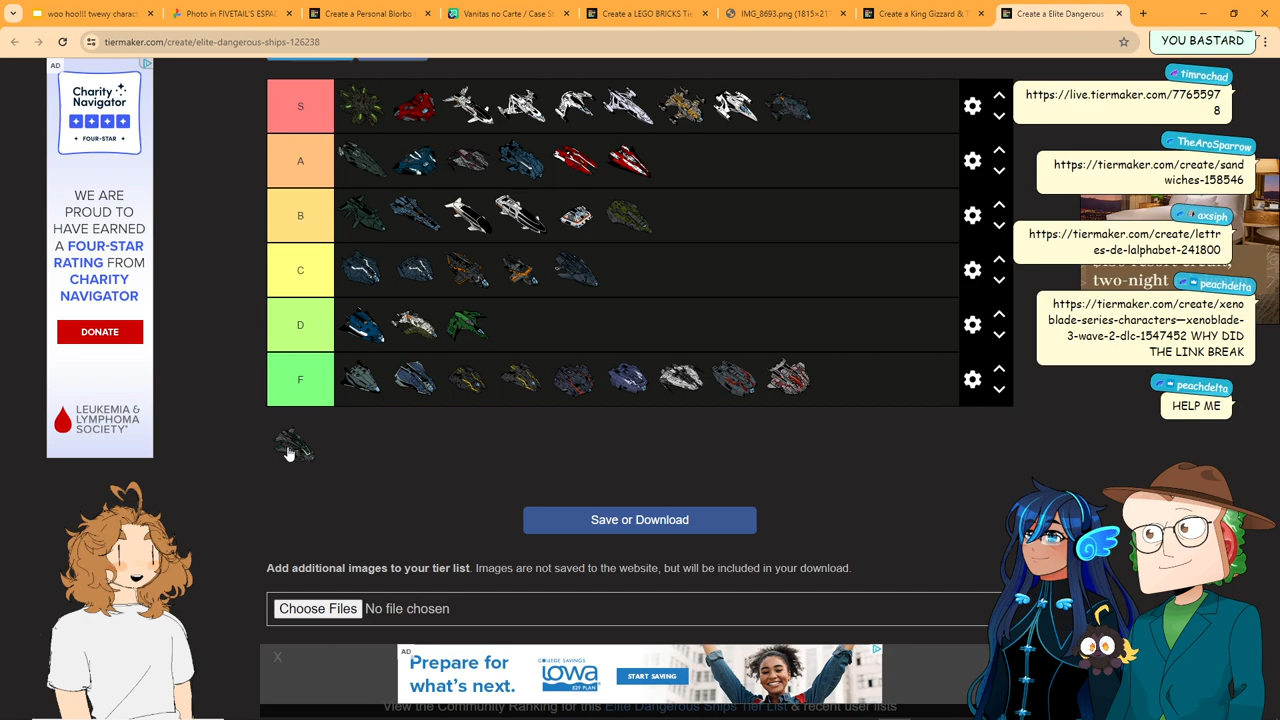 woo hoo!!! twewy charact
Photo in FIVETAIL'S ESPA
Create a Personal Blorbo
Vanitas no Carte / Case St
Create a LEGO BRICKS Tie
IMG_8693.png (1815×21
Create a King Gizzard & T
Create a Elite Dangerous
tiermaker.com/create/elite-dangerous-ships-126238
YOU BASTARD
timrochad
https://live.tiermaker.com/7765597
8
TheAroSparrow
https://tiermaker.com/create/sand
wiches-158546
axsiph
https://tiermaker.com/create/lettr
es-de-lalphabet-241800
two-night
peachdelta
https://tiermaker.com/create/xeno
blade-series-characters—xenoblade-
3-wave-2-dlc-1547452 WHY DID
THE LINK BREAK
peachdelta
HELP ME
AD
Charity
Navigator
FOUR-STAR
WE ARE
PROUD TO
HAVE EARNED
A FOUR-STAR
RATING FROM
CHARITY
NAVIGATOR
DONATE
LEUKEMIA &
LYMPHOMA
SOCIETY
S
A
B
C
D
F
Save or Download
Add additional images to your tier list. Images are not saved to the website, but will be included in your download.
Choose Files No file chosen
X
AD
Prepare for
what's next.
COLLEGE SAVINGS
IOWA
529 PLAN
START SAVING
View the Community Ranking for this Elite Dangerous Ships Tier List & recent user lists